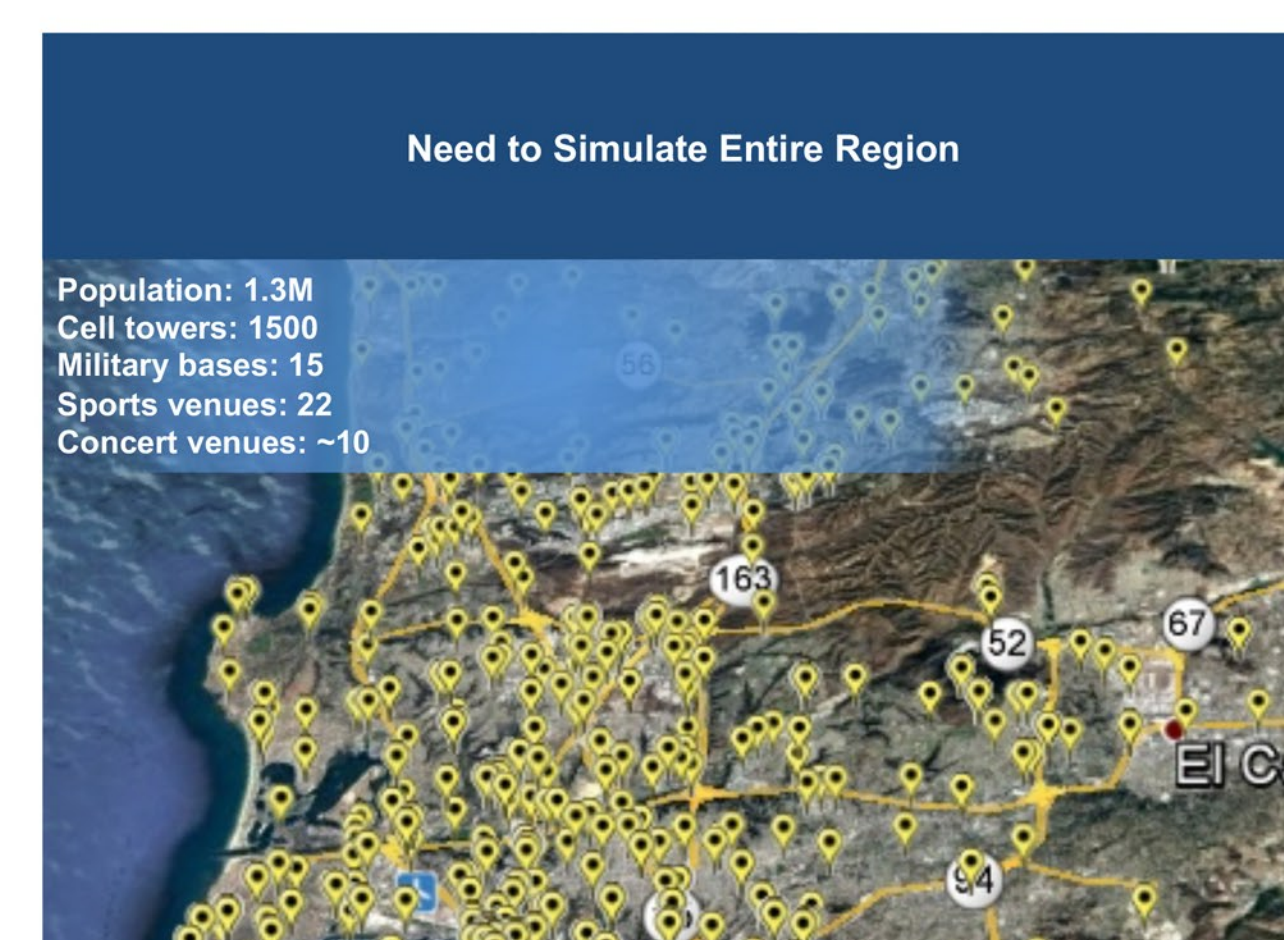 Need to Simulate Entire Region
Population: 1.3M
Cell towers: 1500
Military bases: 15
Sports venues: 22
Concert venues: ~10
56
163
52
67
El C
94